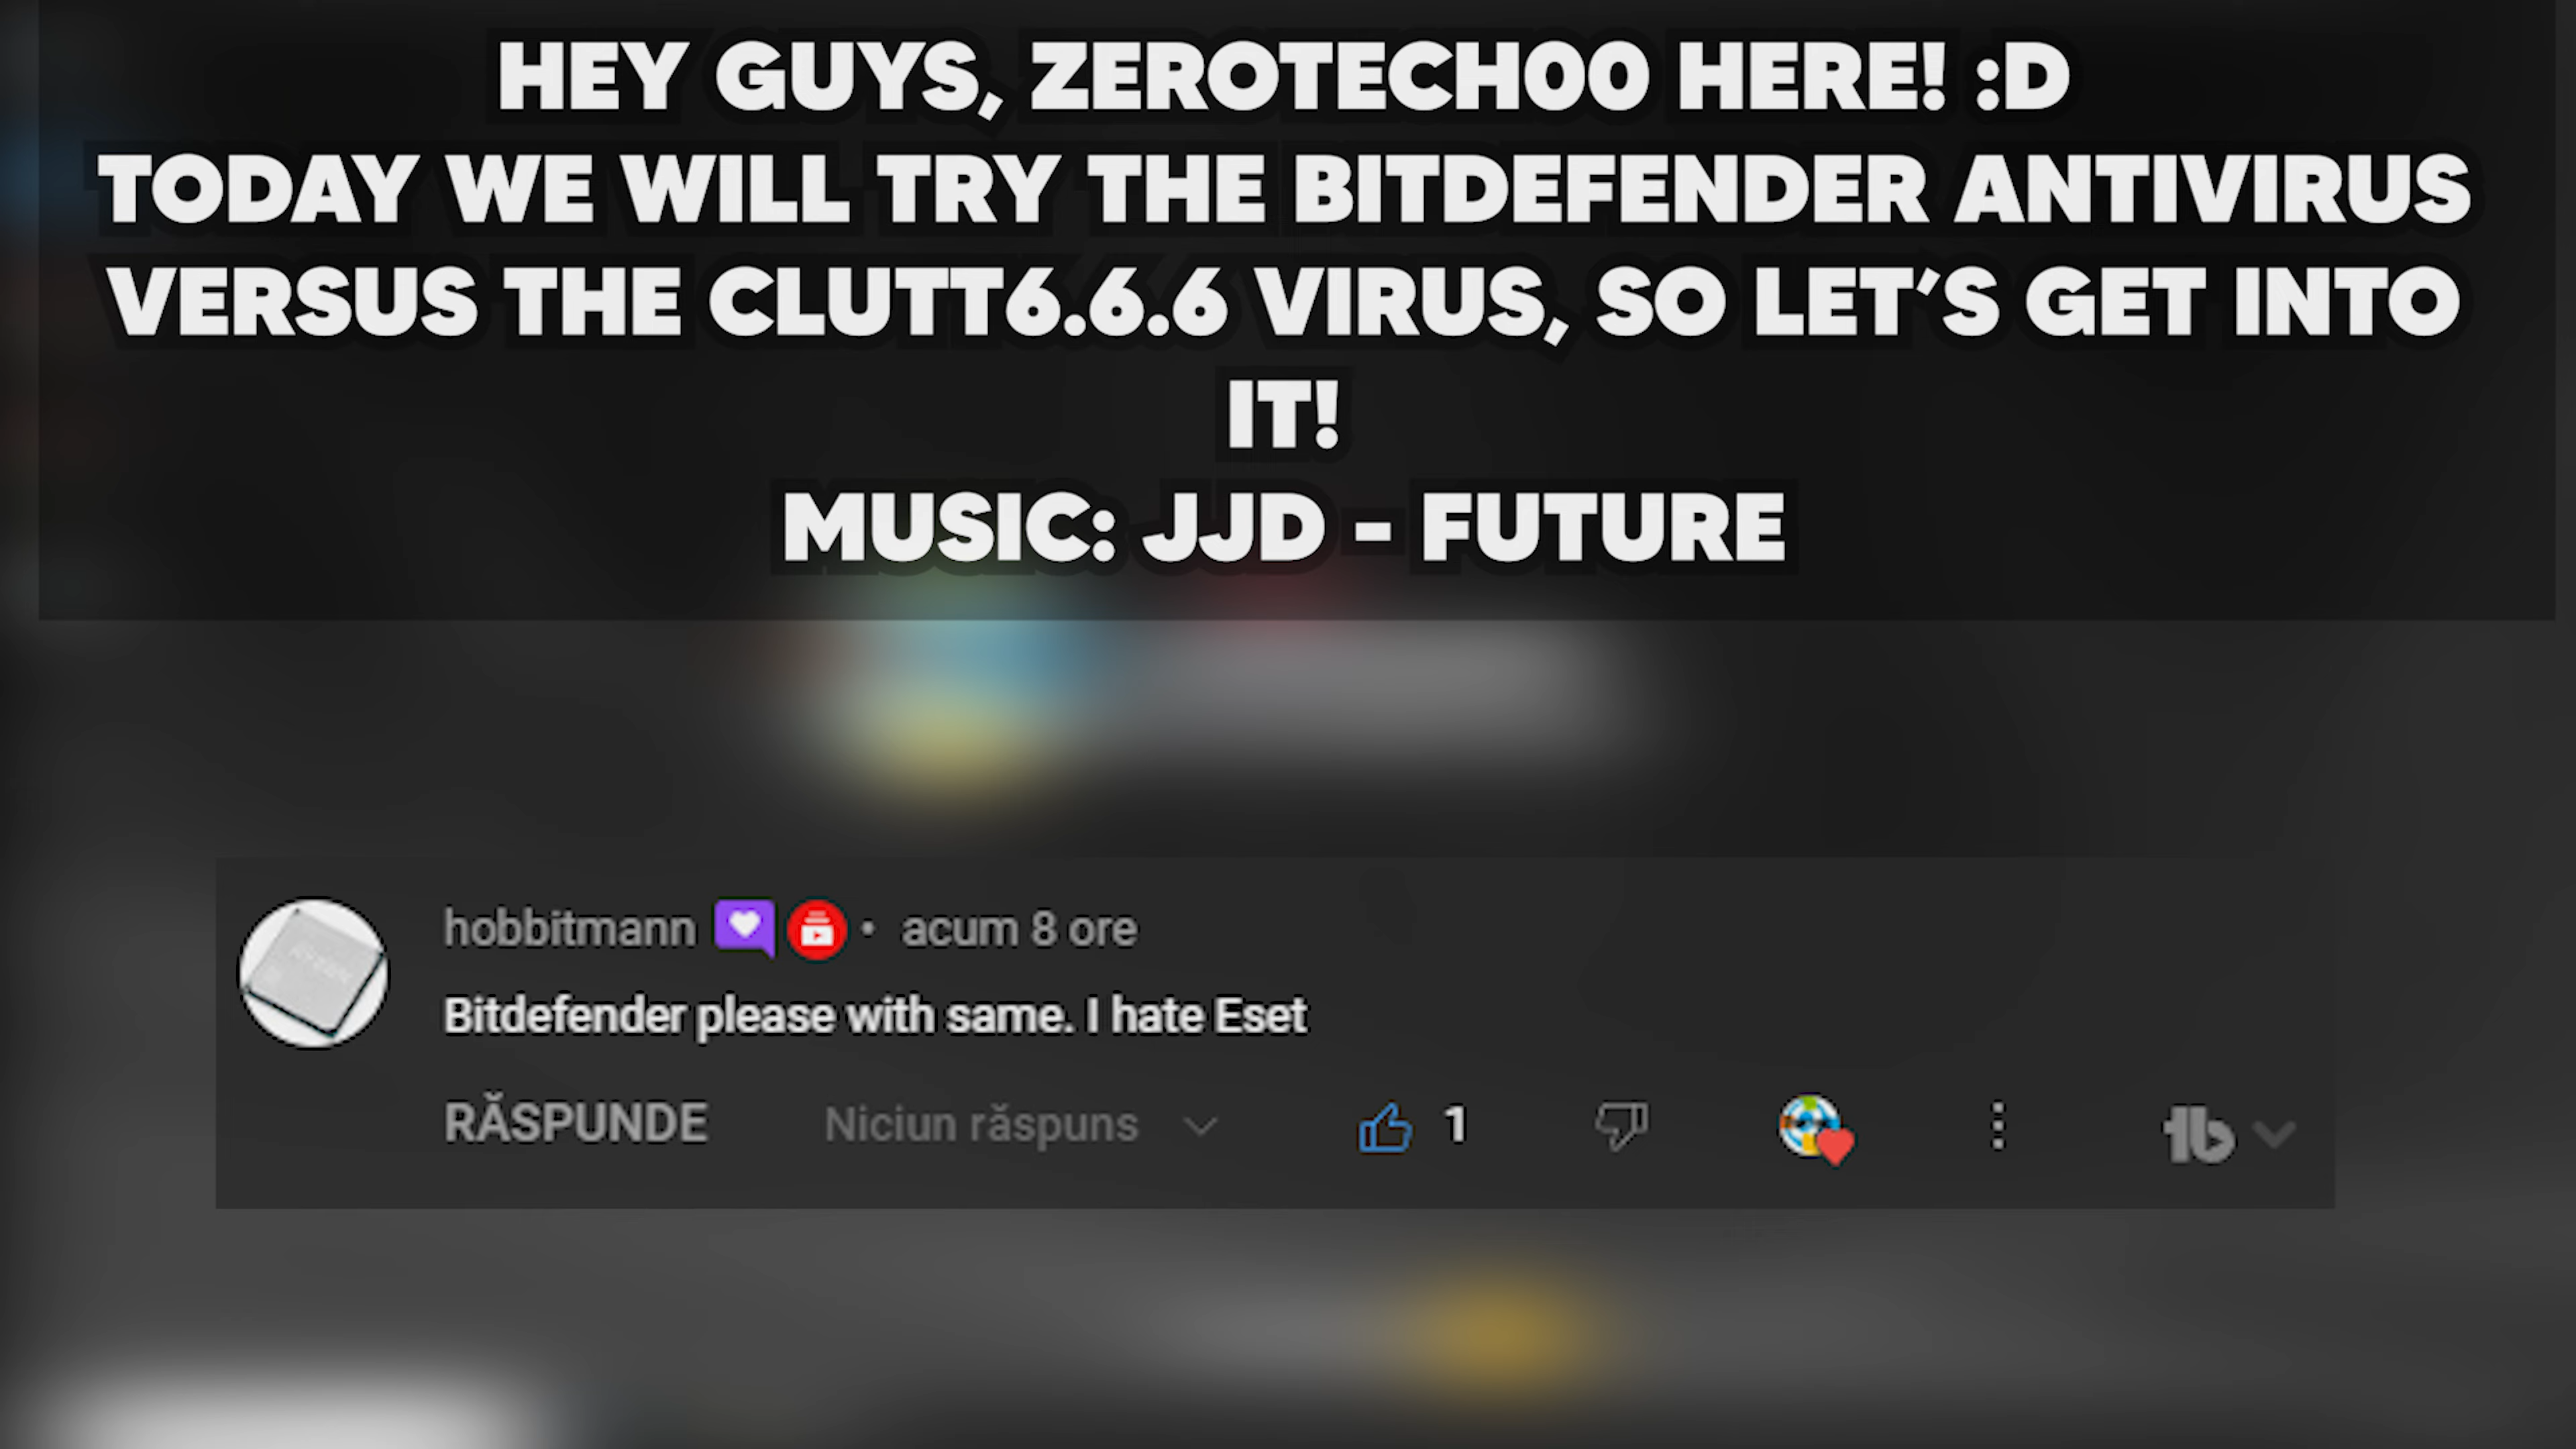 HEY GUYS, ZEROTECH00 HERE! :D
TODAY WE WILL TRY THE BITDEFENDER ANTIVIRUS
VERSUS THE CLUTT6.6.6 VIRUS, SO LET'S GET INTO
IT!
MUSIC: JJD - FUTURE
hobbitmann • acum 8 ore
Bitdefender please with same. I hate Eset
RĂSPUNDE Niciun răspuns 1